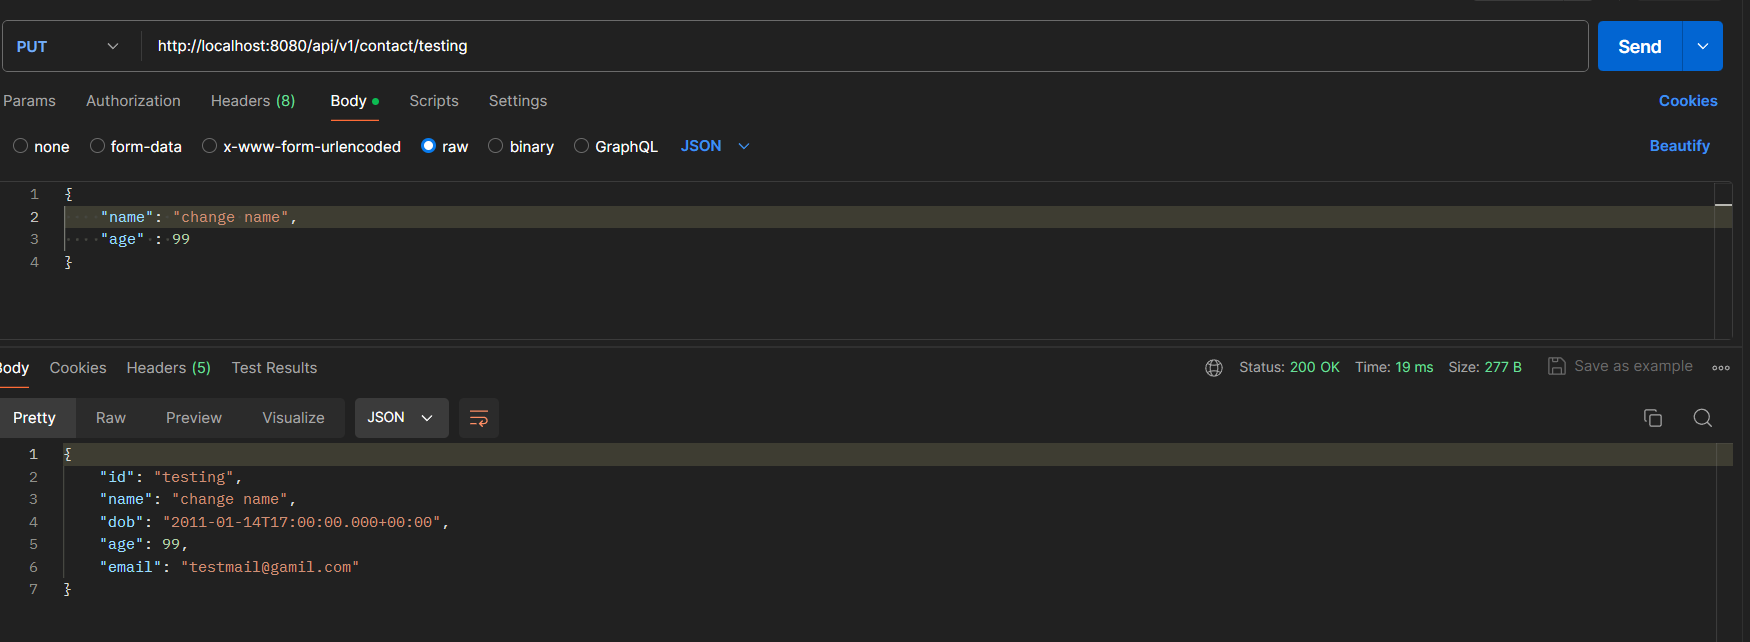 PUT http://localhost:8080/api/v1/contact/testing Send
Params Authorization Headers (8) Body Scripts Settings Cookies
none form-data x-www-form-urlencoded raw binary GraphQL JSON Beautify
1 {
2 "name": "change name",
3 "age" : 99
4 }
Body Cookies Headers (5) Test Results Status: 200 OK Time: 19 ms Size: 277 B Save as example
Pretty Raw Preview Visualize JSON
1 {
2 "id": "testing",
3 "name": "change name",
4 "dob": "2011-01-14T17:00:00.000+00:00",
5 "age": 99,
6 "email": "testmail@gamil.com"
7 }